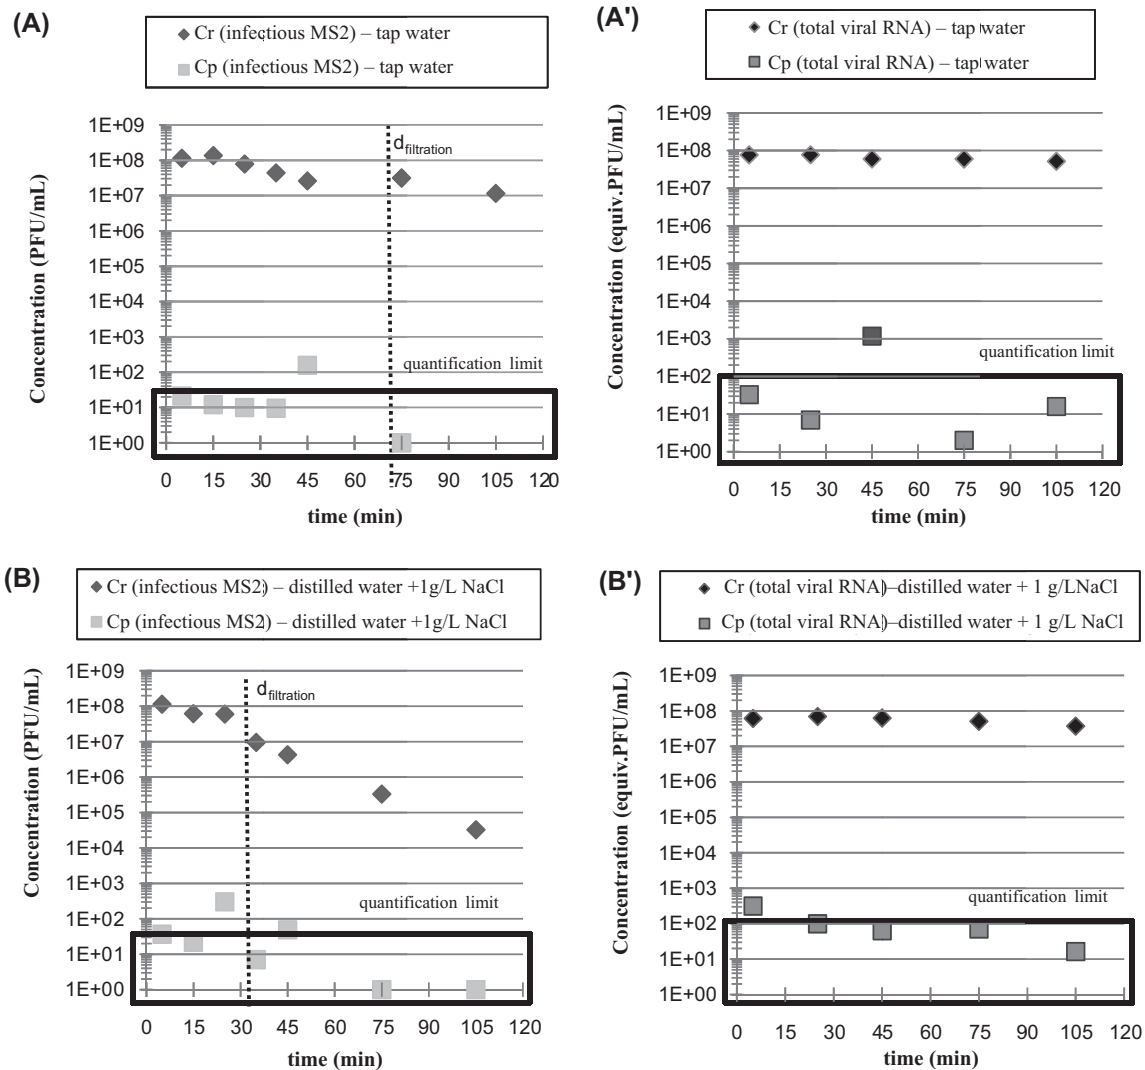 (A)
Cr (infectious MS2) – tap water
Cp (infectious MS2) – tap water
1E+09
1E+08
1E+07
1E+06
1E+05
1E+04
1E+03
1E+02
1E+01
1E+00
Concentration (PFU/mL)
dfiltration
quantification limit
0 15 30 45 60 75 90 105 120
time (min)
(A')
Cr (total viral RNA) – tap water
Cp (total viral RNA) – tap water
1E+09
1E+08
1E+07
1E+06
1E+05
1E+04
1E+03
1E+02
1E+01
1E+00
Concentration (equiv.PFU/mL)
quantification limit
0 15 30 45 60 75 90 105 120
time (min)
(B)
Cr (infectious MS2) – distilled water +1g/L NaCl
Cp (infectious MS2) – distilled water +1g/L NaCl
1E+09
1E+08
1E+07
1E+06
1E+05
1E+04
1E+03
1E+02
1E+01
1E+00
Concentration (PFU/mL)
dfiltration
quantification limit
0 15 30 45 60 75 90 105 120
time (min)
(B')
Cr (total viral RNA)–distilled water + 1 g/LNaCl
Cp (total viral RNA)–distilled water + 1 g/L NaCl
1E+09
1E+08
1E+07
1E+06
1E+05
1E+04
1E+03
1E+02
1E+01
1E+00
Concentration (equiv.PFU/mL)
quantification limit
0 15 30 45 60 75 90 105 120
time (min)